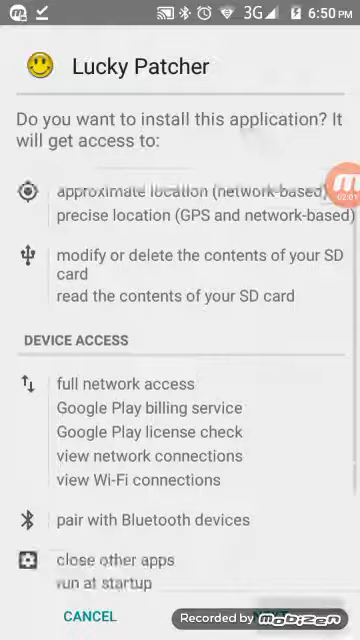 3G 6:50 PM
Lucky Patcher
Do you want to install this application? It
will get access to:
approximate location (network-based)
precise location (GPS and network-based)
02:01
modify or delete the contents of your SD
card
read the contents of your SD card
DEVICE ACCESS
full network access
Google Play billing service
Google Play license check
view network connections
view Wi-Fi connections
pair with Bluetooth devices
close other apps
run at startup
CANCEL
Recorded by MOBIZEN